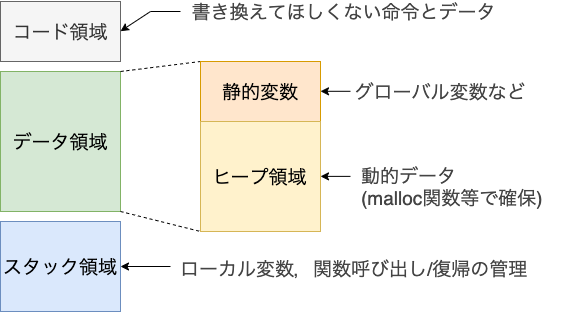 書き換えてほしくない命令とデータ
コード領域
静的変数
グローバル変数など
データ領域
ヒープ領域
動的データ
(malloc関数等で確保)
スタック領域
ローカル変数，関数呼び出し/復帰の管理